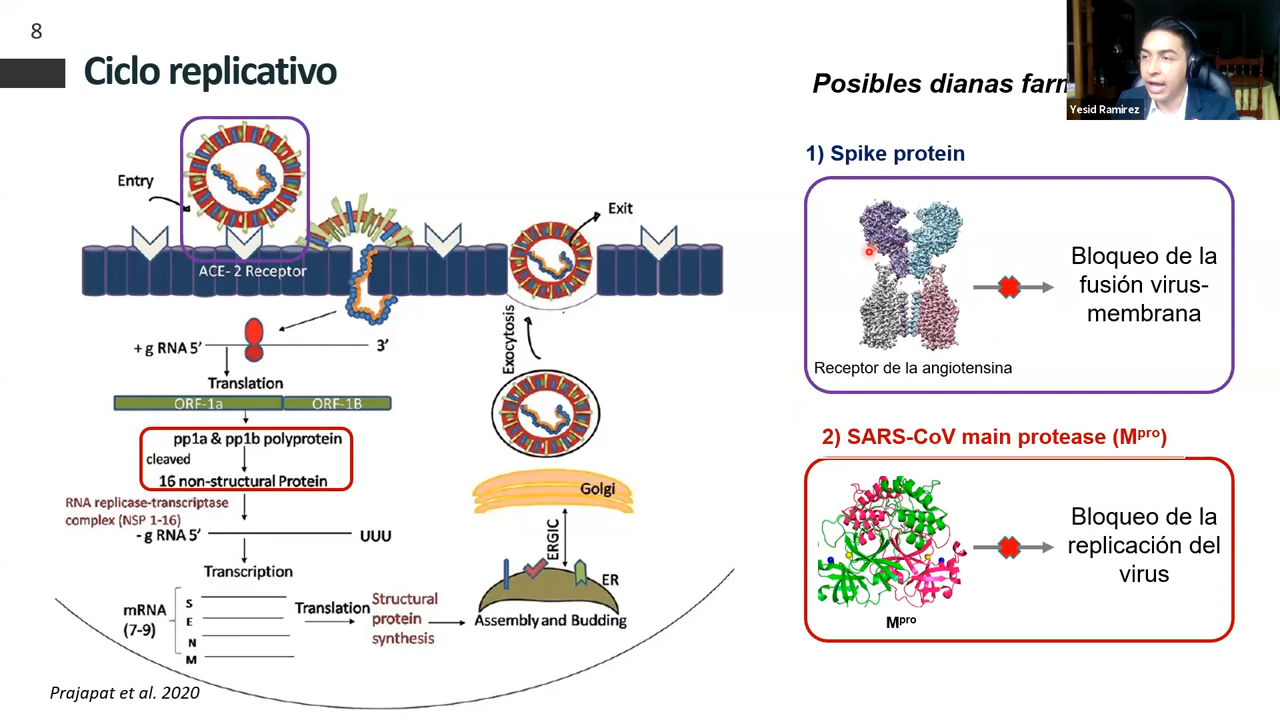 8
Ciclo replicativo
Posibles dianas
Yesid Ramirez
Entry
Exit
ACE- 2 Receptor
+ g RNA 5’
3’
Translation
ORF-1a
ORF-1B
pp1a & pp1b polyprotein
cleaved
16 non-structural Protein
RNA replicase-transcriptase
complex (NSP 1-16)
- g RNA 5’
UUU
Transcription
mRNA
(7-9)
S
E
N
M
Translation
Structural
protein
synthesis
Exocytosis
Golgi
ERGIC
ER
Assembly and Budding
Prajapat et al. 2020
1) Spike protein
Bloqueo de la
fusión virus-
membrana
Receptor de la angiotensina
2) SARS-CoV main protease (Mᵖʳᵒ)
Bloqueo de la
replicación del
virus
Mᵖʳᵒ